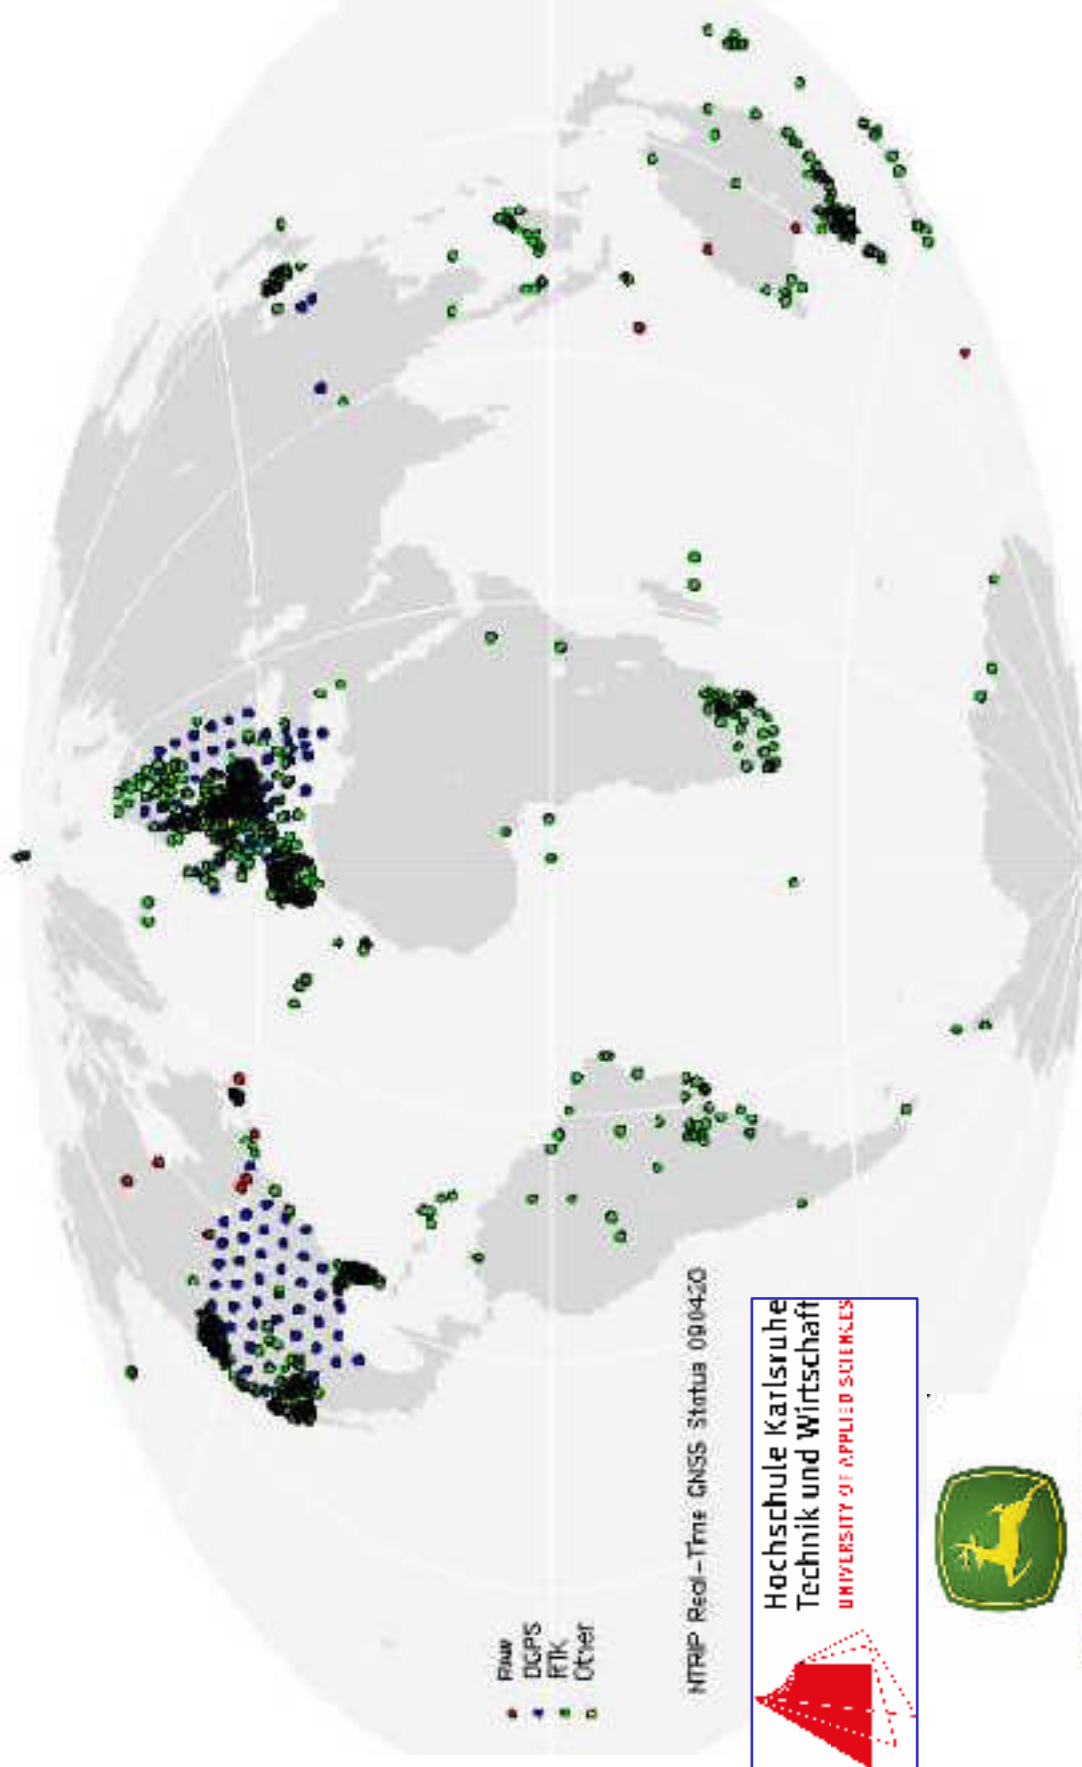 RAW
DGPS
RTK
Other
NTRIP Real-Time GNSS Status 090420
Hochschule Karlsruhe
Technik und Wirtschaft
UNIVERSITY OF APPLIED SCIENCES